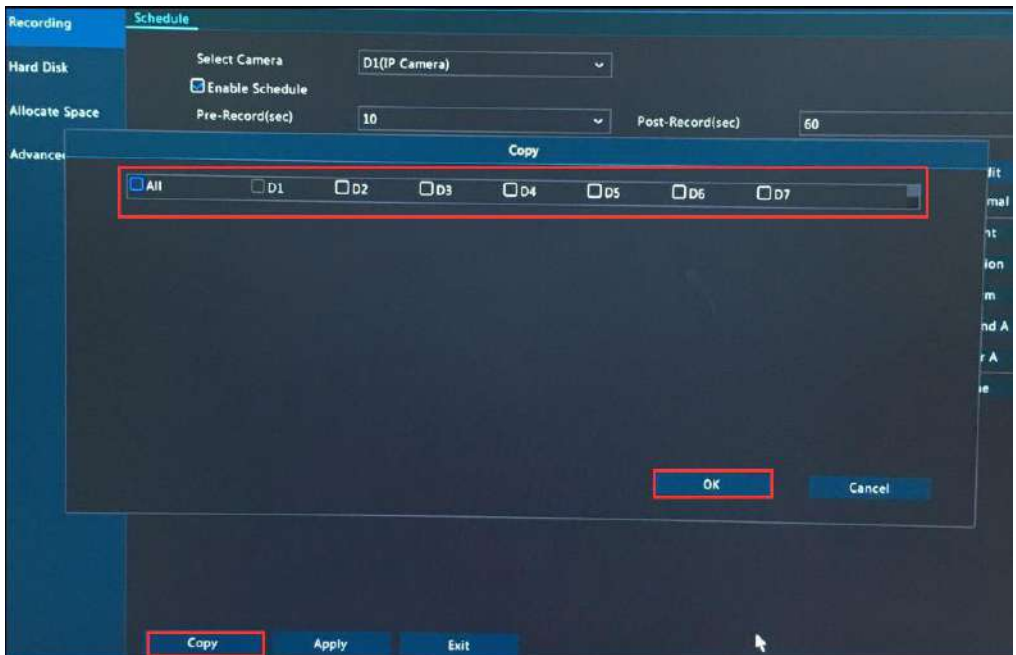 Recording
Schedule
Hard Disk
Allocate Space
Select Camera D1(IP Camera)
Enable Schedule
Pre-Record(sec) 10 Post-Record(sec) 60
Copy
All D1 D2 D3 D4 D5 D6 D7
OK Cancel
Copy Apply Exit